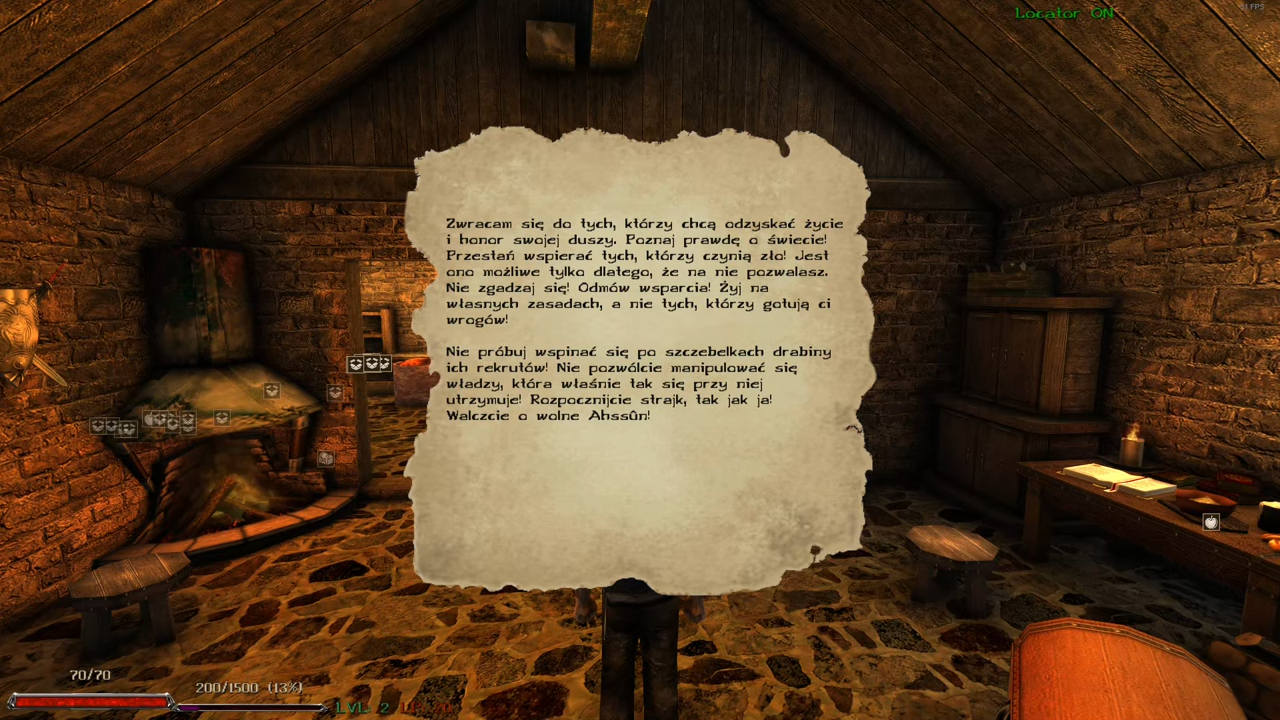 Locator ON
FPS
Zwracam się do tych, którzy chcą odzyskać życie
i honor swojej duszy. Poznaj prawdę o świecie!
Przestań wspierać tych, którzy czynią zło! Jest
ono możliwe tylko dlatego, że na nie pozwalasz.
Nie zgadzaj się! Odmów wsparcia! Żyj na
własnych zasadach, a nie tych, którzy gotują ci
wrogów!
Nie próbuj wspinać się po szczebelkach drabiny
ich rekrutów! Nie pozwólcie manipulować się
władzy, która właśnie tak się przy niej
utrzymuje! Rozpocznijcie strajk, tak jak ja!
Walczcie o wolne Ahssûn!
70/70
200/1500 (13%)
LVL: 2